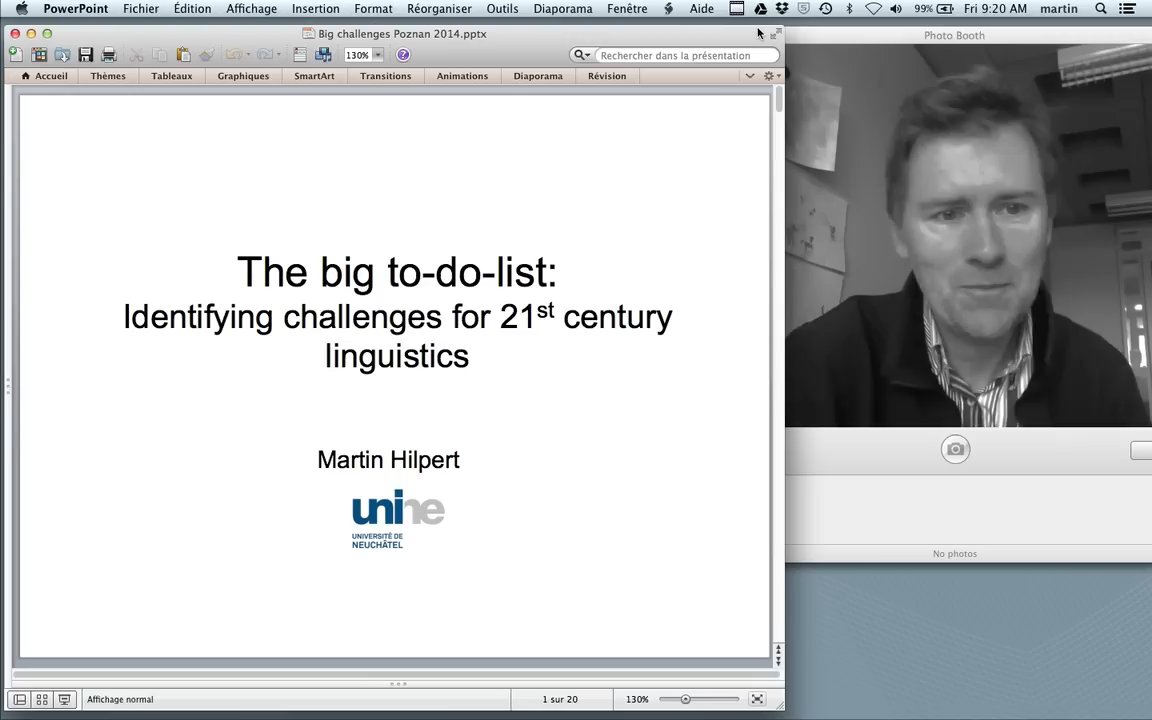 PowerPoint Fichier Édition Affichage Insertion Format Réorganiser Outils Diaporama Fenêtre Aide 99% Fri 9:20 AM martin
Big challenges Poznan 2014.pptx
Photo Booth
130% Rechercher dans la présentation
Accueil Thèmes Tableaux Graphiques SmartArt Transitions Animations Diaporama Révision
The big to-do-list:
Identifying challenges for 21st century
linguistics
Martin Hilpert
unine
UNIVERSITÉ DE
NEUCHÂTEL
No photos
Affichage normal 1 sur 20 130%